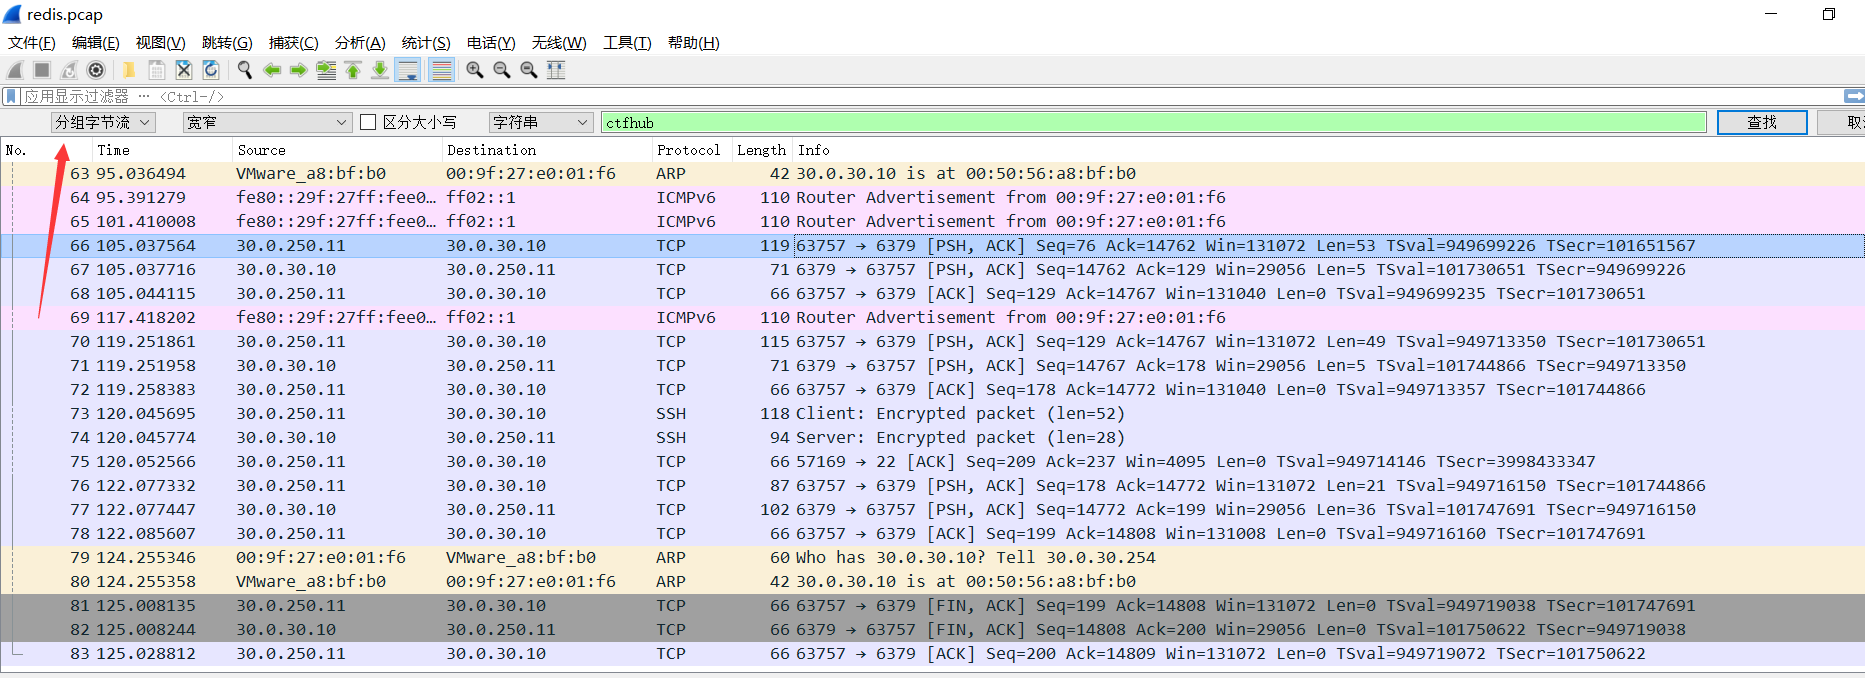 redis.pcap
文件(F) 编辑(E) 视图(V) 跳转(G) 捕获(C) 分析(A) 统计(S) 电话(Y) 无线(W) 工具(T) 帮助(H)
应用显示过滤器 … <Ctrl-/>
分组字节流 宽窄 区分大小写 字符串 ctfhub 查找
No. Time Source Destination Protocol Length Info
63 95.036494 VMware_a8:bf:b0 00:9f:27:e0:01:f6 ARP 42 30.0.30.10 is at 00:50:56:a8:bf:b0
64 95.391279 fe80::29f:27ff:fee0… ff02::1 ICMPv6 110 Router Advertisement from 00:9f:27:e0:01:f6
65 101.410008 fe80::29f:27ff:fee0… ff02::1 ICMPv6 110 Router Advertisement from 00:9f:27:e0:01:f6
66 105.037564 30.0.250.11 30.0.30.10 TCP 119 63757 → 6379 [PSH, ACK] Seq=76 Ack=14762 Win=131072 Len=53 TSval=949699226 TSecr=101651567
67 105.037716 30.0.30.10 30.0.250.11 TCP 71 6379 → 63757 [PSH, ACK] Seq=14762 Ack=129 Win=29056 Len=5 TSval=101730651 TSecr=949699226
68 105.044115 30.0.250.11 30.0.30.10 TCP 66 63757 → 6379 [ACK] Seq=129 Ack=14767 Win=131040 Len=0 TSval=949699235 TSecr=101730651
69 117.418202 fe80::29f:27ff:fee0… ff02::1 ICMPv6 110 Router Advertisement from 00:9f:27:e0:01:f6
70 119.251861 30.0.250.11 30.0.30.10 TCP 115 63757 → 6379 [PSH, ACK] Seq=129 Ack=14767 Win=131072 Len=49 TSval=949713350 TSecr=101730651
71 119.251958 30.0.30.10 30.0.250.11 TCP 71 6379 → 63757 [PSH, ACK] Seq=14767 Ack=178 Win=29056 Len=5 TSval=101744866 TSecr=949713350
72 119.258383 30.0.250.11 30.0.30.10 TCP 66 63757 → 6379 [ACK] Seq=178 Ack=14772 Win=131040 Len=0 TSval=949713357 TSecr=101744866
73 120.045695 30.0.250.11 30.0.30.10 SSH 118 Client: Encrypted packet (len=52)
74 120.045774 30.0.30.10 30.0.250.11 SSH 94 Server: Encrypted packet (len=28)
75 120.052566 30.0.250.11 30.0.30.10 TCP 66 57169 → 22 [ACK] Seq=209 Ack=237 Win=4095 Len=0 TSval=949714146 TSecr=3998433347
76 122.077332 30.0.250.11 30.0.30.10 TCP 87 63757 → 6379 [PSH, ACK] Seq=178 Ack=14772 Win=131072 Len=21 TSval=949716150 TSecr=101744866
77 122.077447 30.0.30.10 30.0.250.11 TCP 102 6379 → 63757 [PSH, ACK] Seq=14772 Ack=199 Win=29056 Len=36 TSval=101747691 TSecr=949716150
78 122.085607 30.0.250.11 30.0.30.10 TCP 66 63757 → 6379 [ACK] Seq=199 Ack=14808 Win=131008 Len=0 TSval=949716160 TSecr=101747691
79 124.255346 00:9f:27:e0:01:f6 VMware_a8:bf:b0 ARP 60 Who has 30.0.30.10? Tell 30.0.30.254
80 124.255358 VMware_a8:bf:b0 00:9f:27:e0:01:f6 ARP 42 30.0.30.10 is at 00:50:56:a8:bf:b0
81 125.008135 30.0.250.11 30.0.30.10 TCP 66 63757 → 6379 [FIN, ACK] Seq=199 Ack=14808 Win=131072 Len=0 TSval=949719038 TSecr=101747691
82 125.008244 30.0.30.10 30.0.250.11 TCP 66 6379 → 63757 [FIN, ACK] Seq=14808 Ack=200 Win=29056 Len=0 TSval=101750622 TSecr=949719038
83 125.028812 30.0.250.11 30.0.30.10 TCP 66 63757 → 6379 [ACK] Seq=200 Ack=14809 Win=131072 Len=0 TSval=949719072 TSecr=101750622